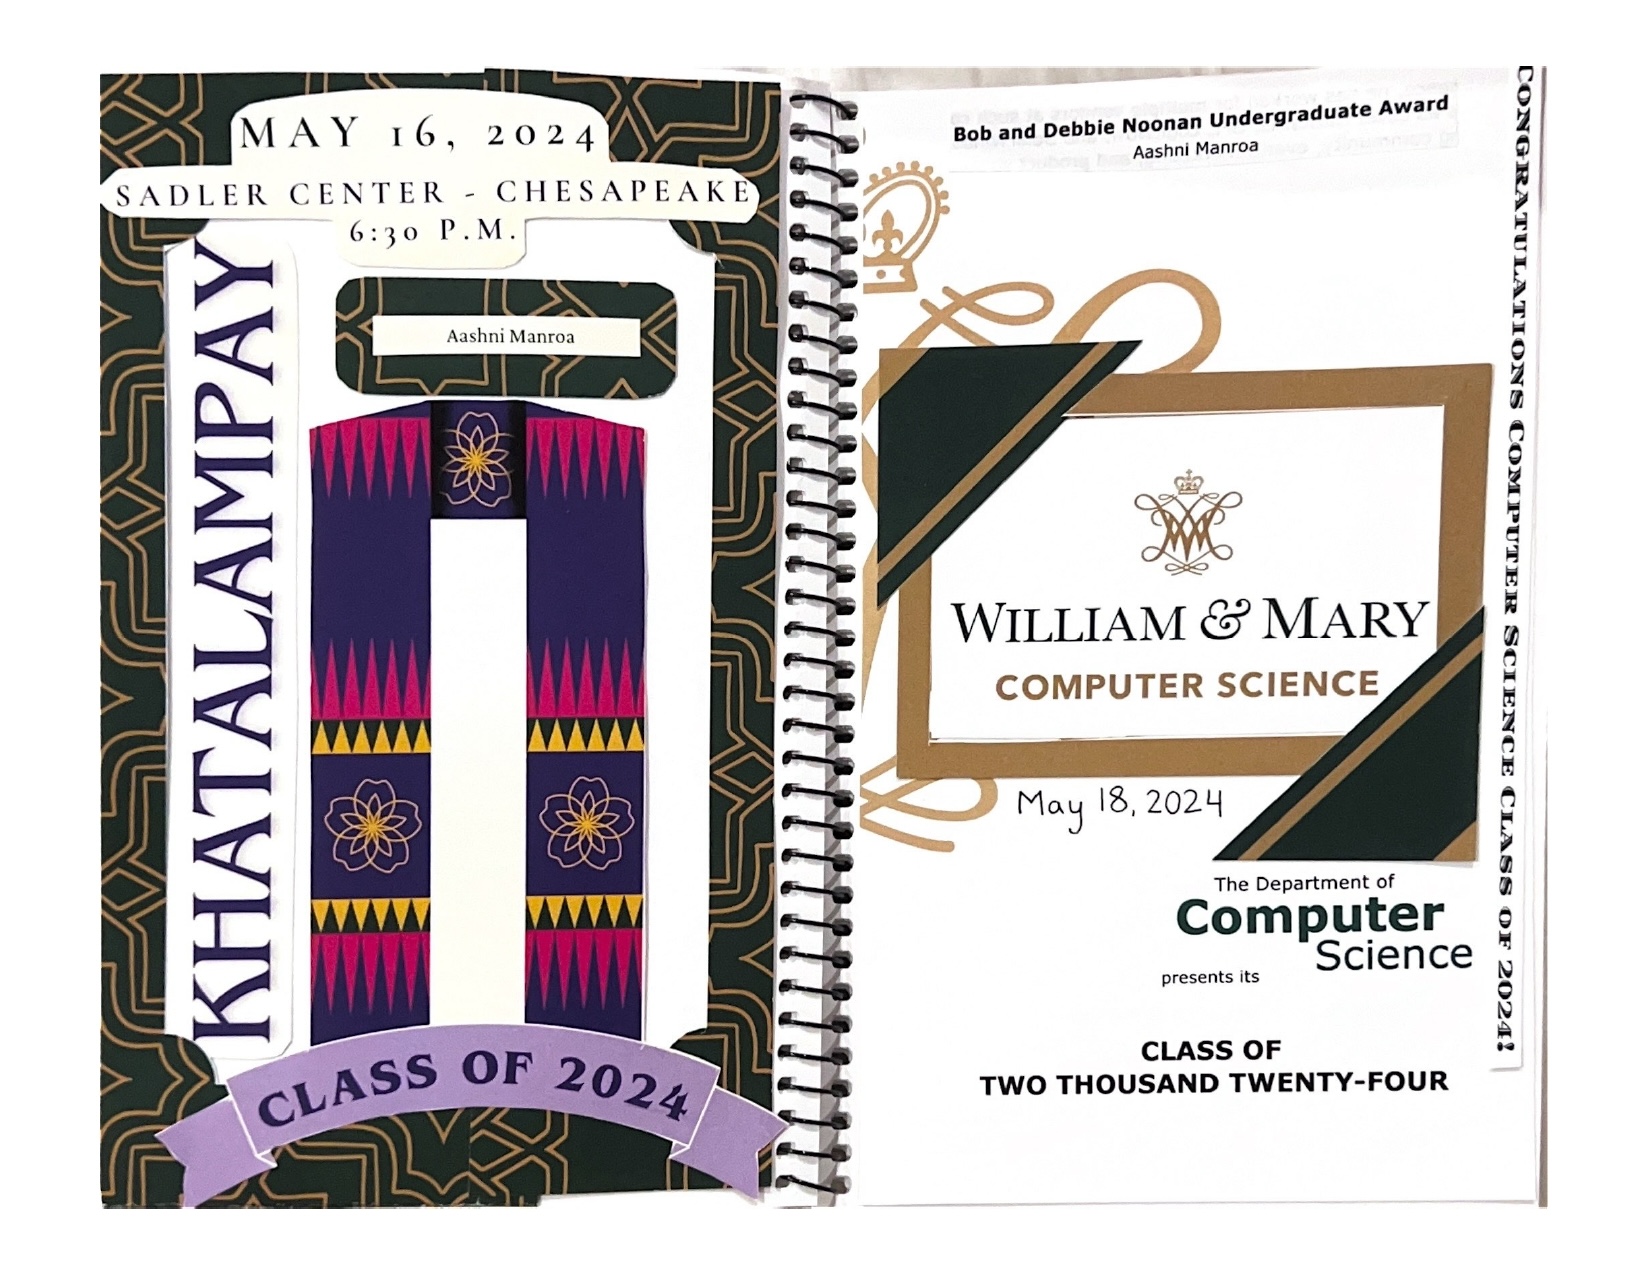 MAY 16, 2024
SADLER CENTER - CHESAPEAKE
6:30 P.M.
KHATALAMPAY
Aashni Manroa
CLASS OF 2024
Bob and Debbie Noonan Undergraduate Award
Aashni Manroa
WILLIAM & MARY
COMPUTER SCIENCE
May 18, 2024
The Department of
Computer
Science
presents its
CLASS OF
TWO THOUSAND TWENTY-FOUR
CONGRATULATIONS COMPUTER SCIENCE CLASS OF 2024!